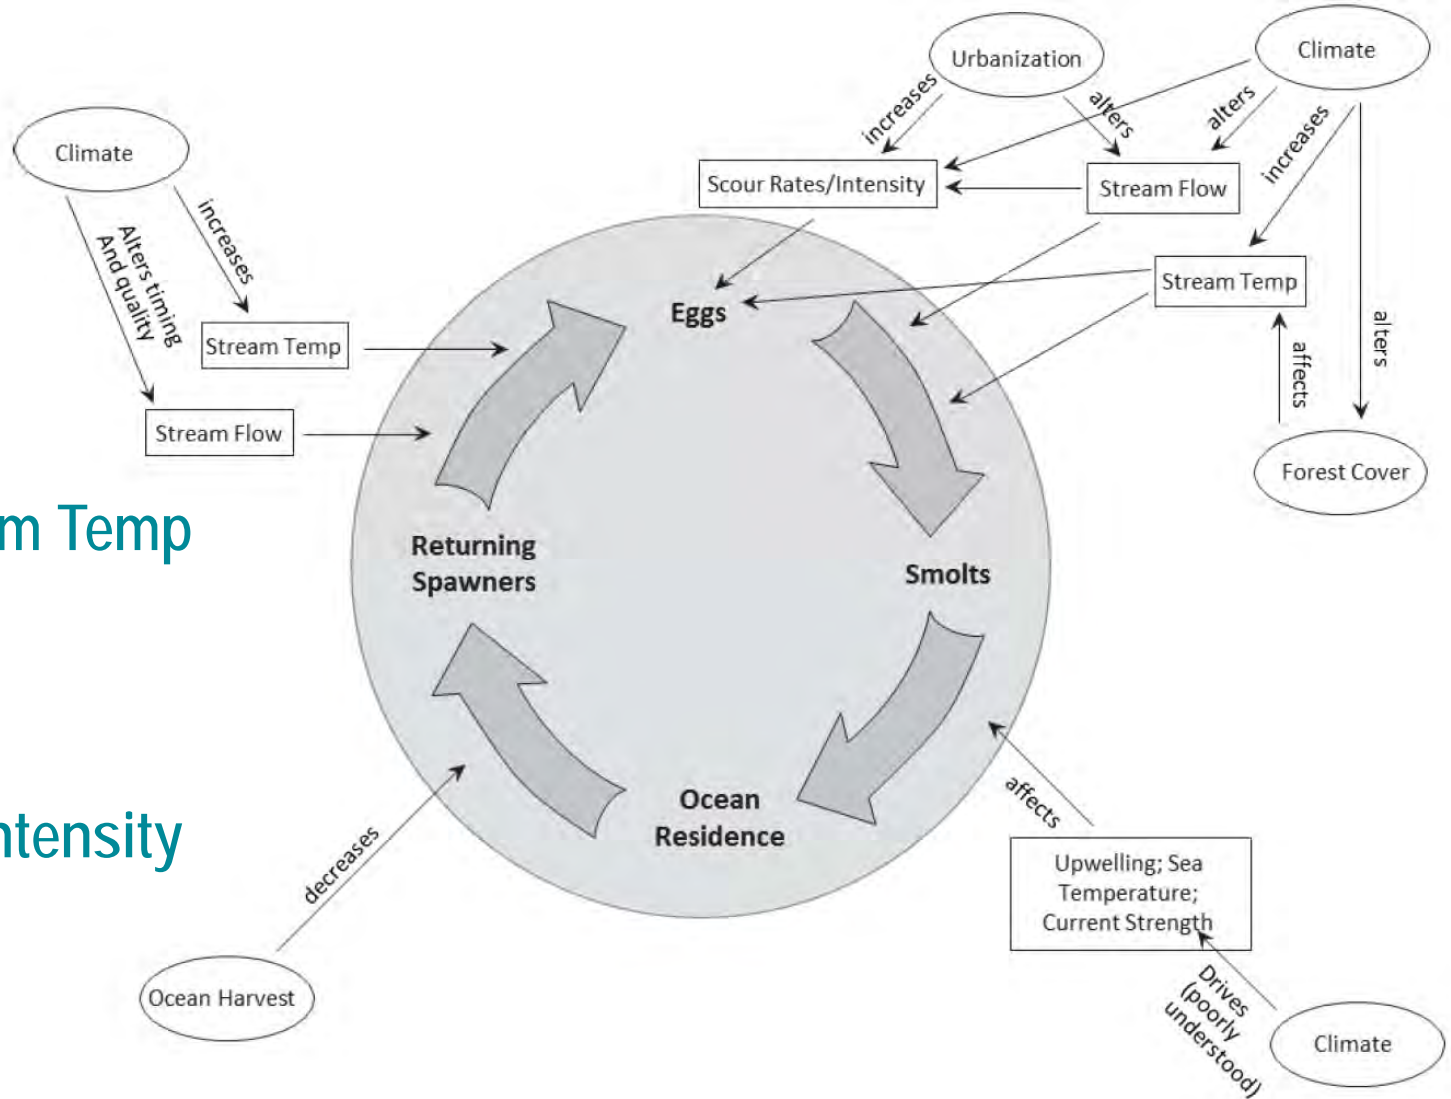 Urbanization
Climate
increases
alters
alters
increases
Climate
Scour Rates/Intensity
Stream Flow
Alters timing
And quality
increases
Stream Temp
Eggs
alters
affects
Stream Temp
Stream Flow
Forest Cover
m Temp
Returning
Spawners
Smolts
ntensity
Ocean
Residence
affects
decreases
Upwelling; Sea
Temperature;
Current Strength
Ocean Harvest
Drives
(poorly
understood)
Climate